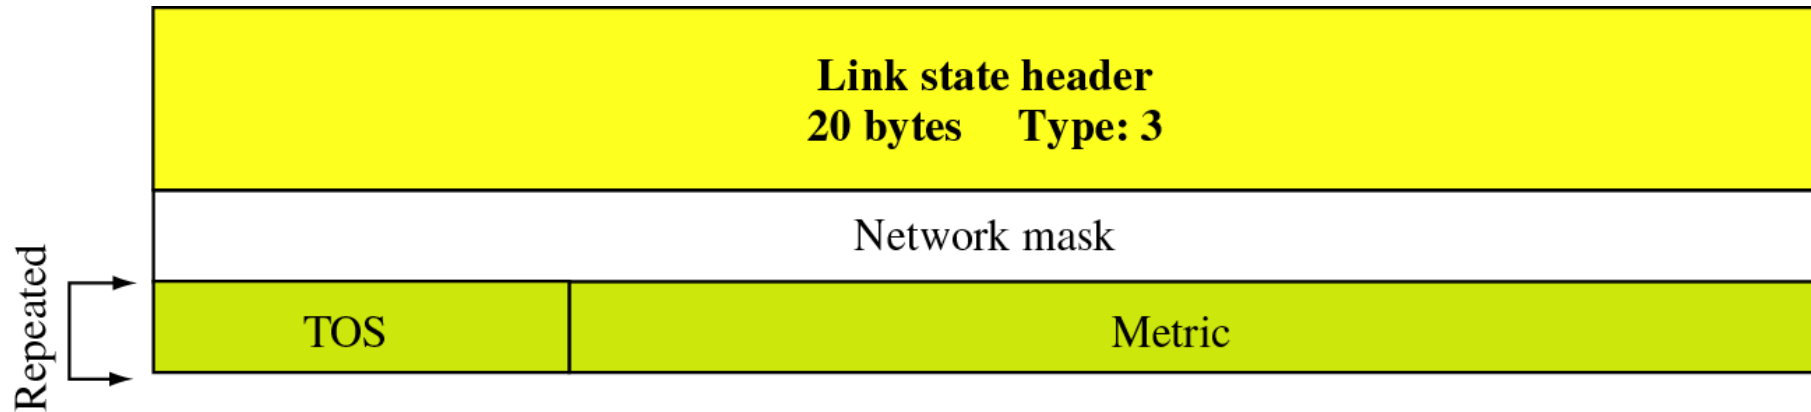 Link state header
20 bytes Type: 3
Network mask
Repeated
TOS
Metric